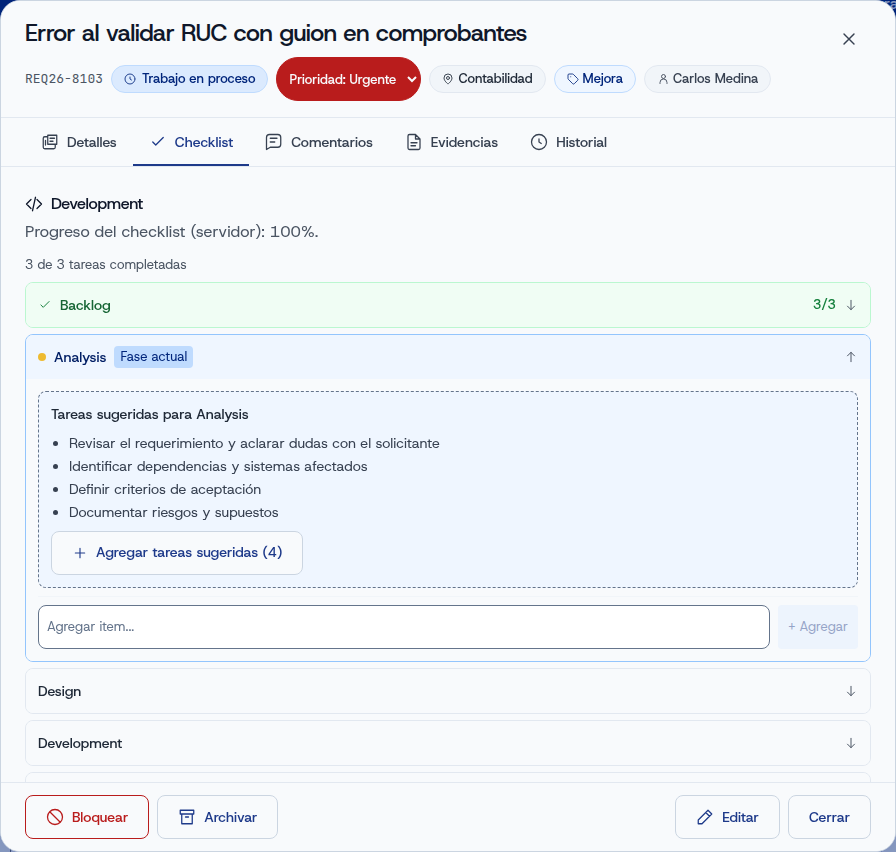 Error al validar RUC con guion en comprobantes
REQ26-8103 Trabajo en proceso Prioridad: Urgente Contabilidad Mejora Carlos Medina
Detalles Checklist Comentarios Evidencias Historial
Development
Progreso del checklist (servidor): 100%.
3 de 3 tareas completadas
Backlog 3/3
Analysis Fase actual
Tareas sugeridas para Analysis
Revisar el requerimiento y aclarar dudas con el solicitante
Identificar dependencias y sistemas afectados
Definir criterios de aceptación
Documentar riesgos y supuestos
Agregar tareas sugeridas (4)
Agregar item... + Agregar
Design
Development
Bloquear Archivar Editar Cerrar